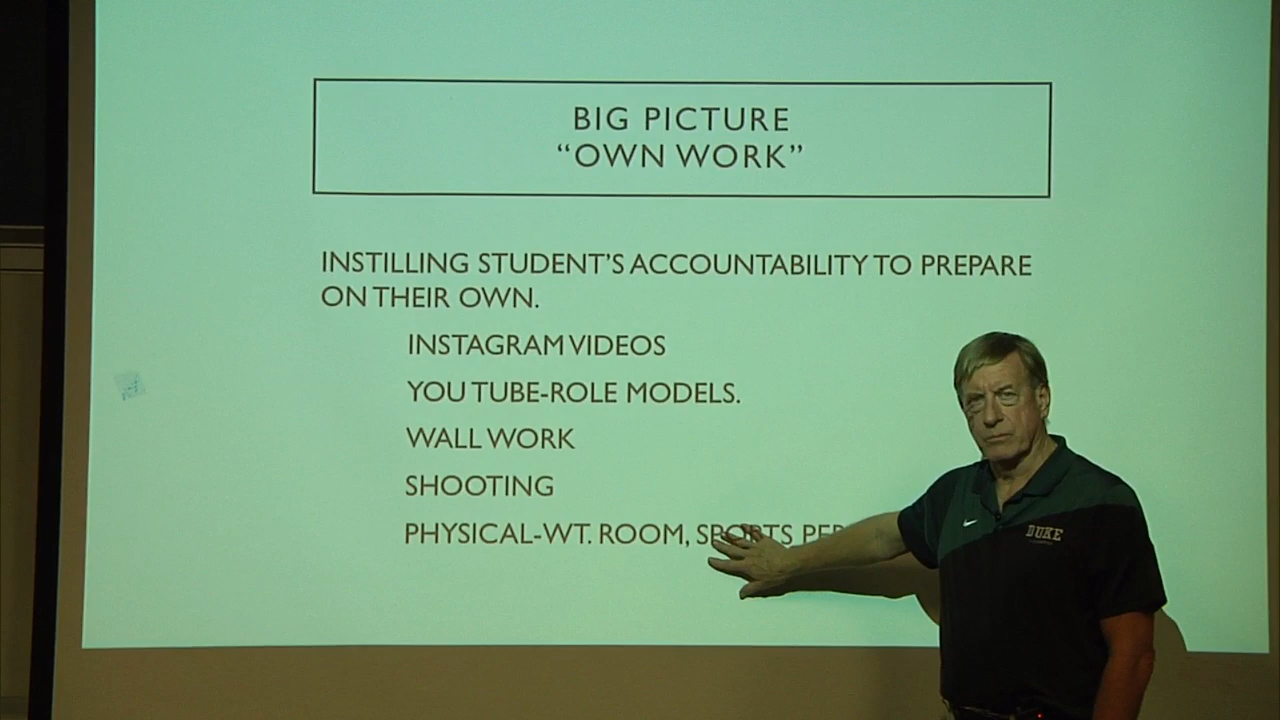 BIG PICTURE
“OWN WORK”
INSTILLING STUDENT’S ACCOUNTABILITY TO PREPARE
ON THEIR OWN.
INSTAGRAM VIDEOS
YOU TUBE-ROLE MODELS.
WALL WORK
SHOOTING
PHYSICAL-WT. ROOM, SPORTS
DUKE